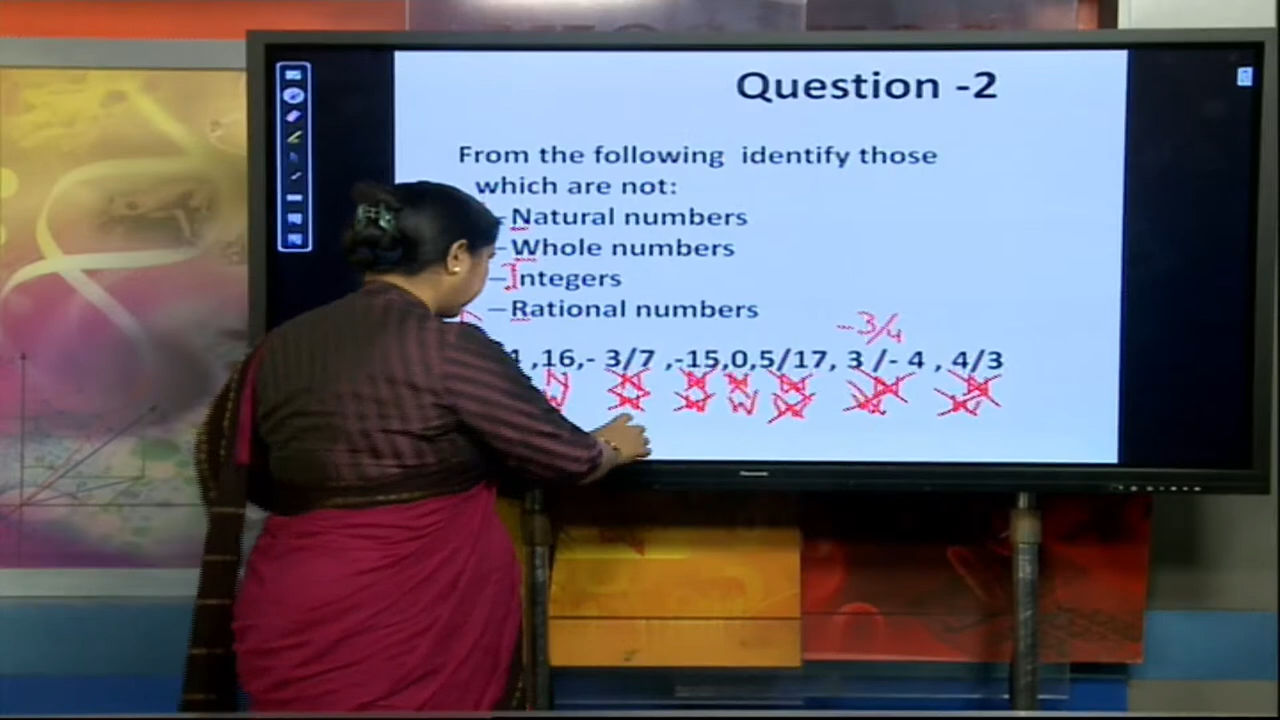 Question -2
From the following identify those
which are not:
- Natural numbers
- Whole numbers
- Integers
- Rational numbers
-3/4
,16,- 3/7 ,-15,0,5/17, 3 /- 4 , 4/3
N N N N N N N
W W W W W W W
Panasonic